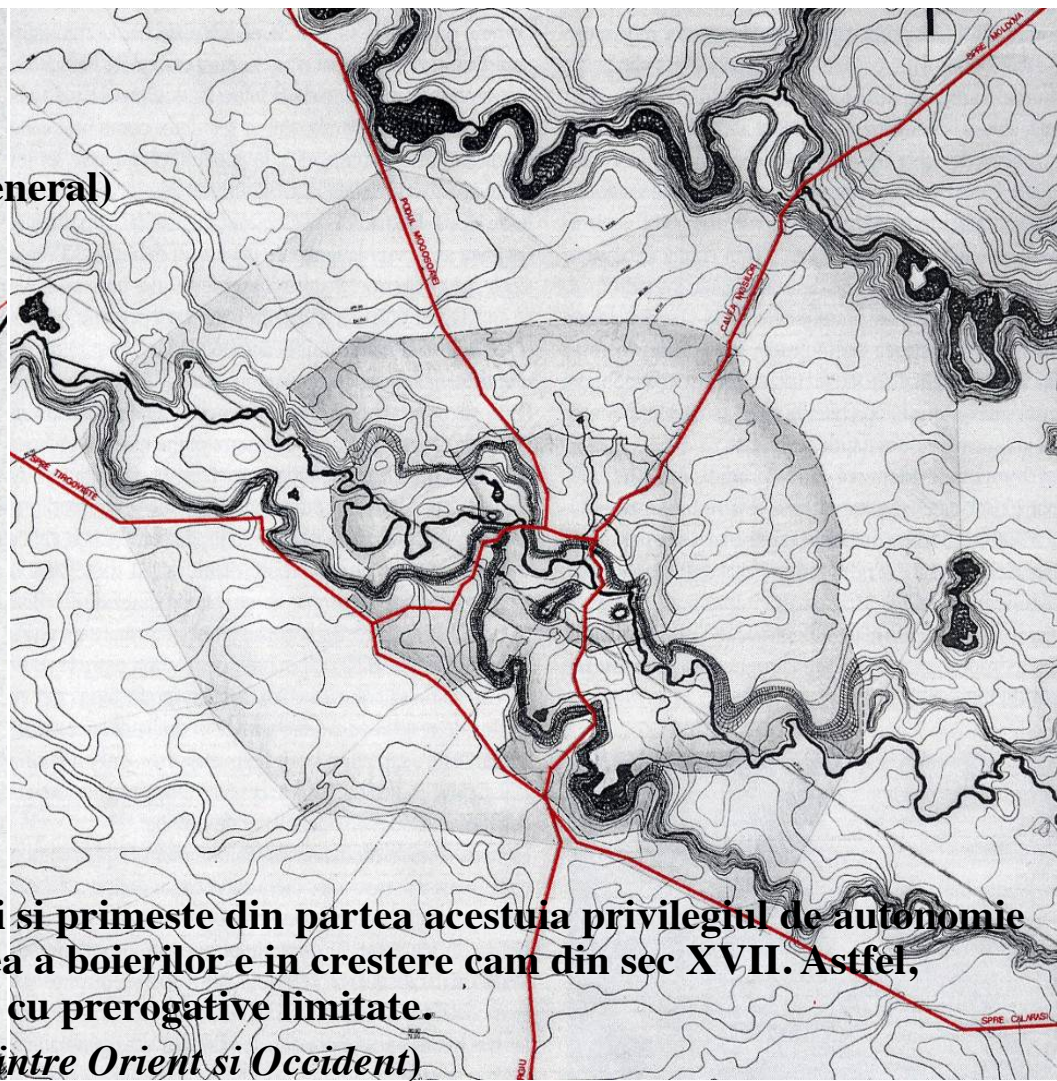 SPRE MOLDOVA
eneral)
PODUL MOGOSOAIEI
CALEA MOSILOR
SPRE TIRGOVISTE
i si primeste din partea acestuia privilegiul de autonomie
ea a boierilor e in crestere cam din sec XVII. Astfel,
cu prerogative limitate.
SPRE CALARASI
intre Orient si Occident)
RGIU